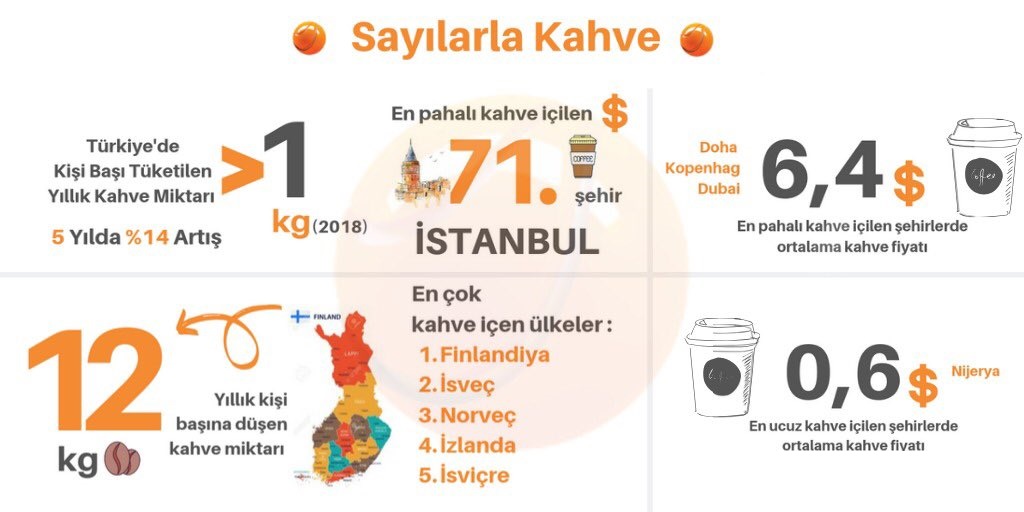 Sayılarla Kahve
Türkiye'de
Kişi Başı Tüketilen
Yıllık Kahve Miktarı
5 Yılda %14 Artış
>1
kg (2018)
En pahalı kahve içilen $
71.
COFFEE
şehir
İSTANBUL
Doha
Kopenhag
Dubai
6,4 $
Coffee
En pahalı kahve içilen şehirlerde
ortalama kahve fiyatı
12
kg
Yıllık kişi
başına düşen
kahve miktarı
FINLAND
LAPPI
En çok
kahve içen ülkeler :
1. Finlandiya
2. İsveç
3. Norveç
4. İzlanda
5. İsviçre
0,6 $
Nijerya
En ucuz kahve içilen şehirlerde
ortalama kahve fiyatı